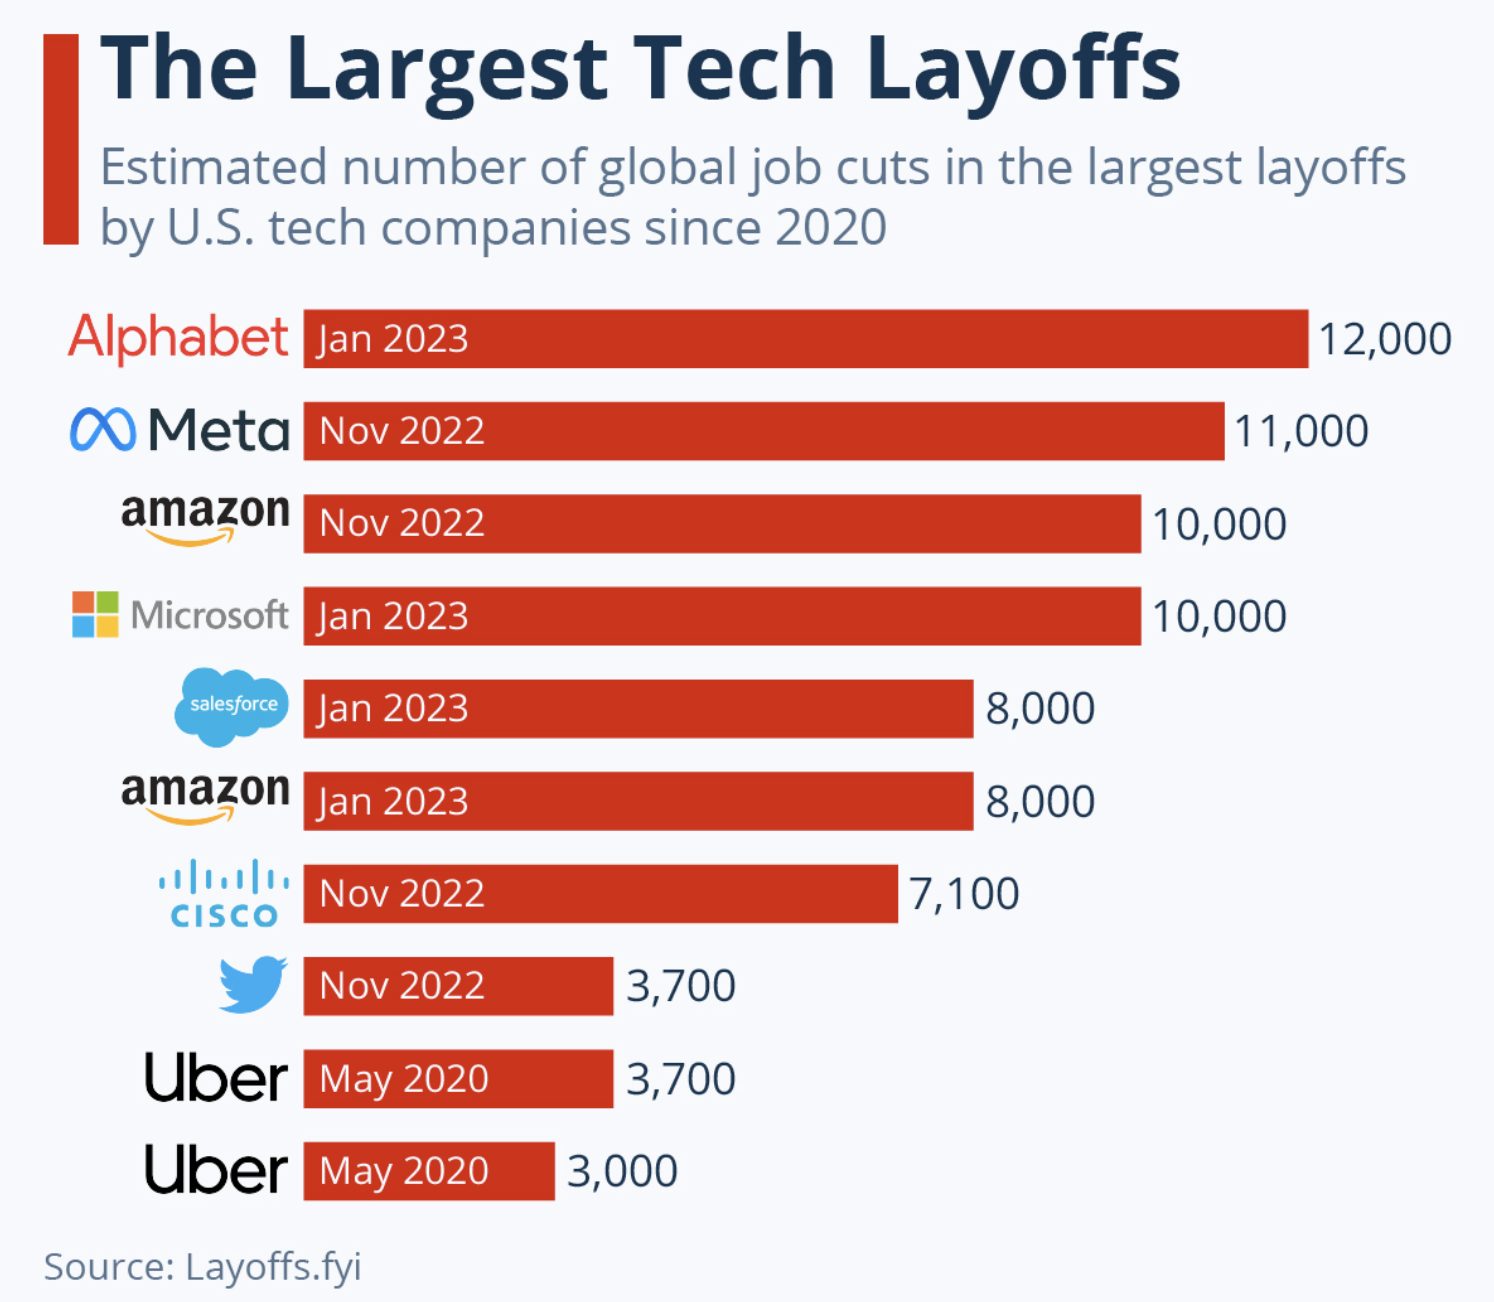 The Largest Tech Layoffs
Estimated number of global job cuts in the largest layoffs
by U.S. tech companies since 2020
Alphabet Jan 2023 12,000
Meta Nov 2022 11,000
amazon Nov 2022 10,000
Microsoft Jan 2023 10,000
salesforce Jan 2023 8,000
amazon Jan 2023 8,000
CISCO Nov 2022 7,100
Nov 2022 3,700
Uber May 2020 3,700
Uber May 2020 3,000
Source: Layoffs.fyi